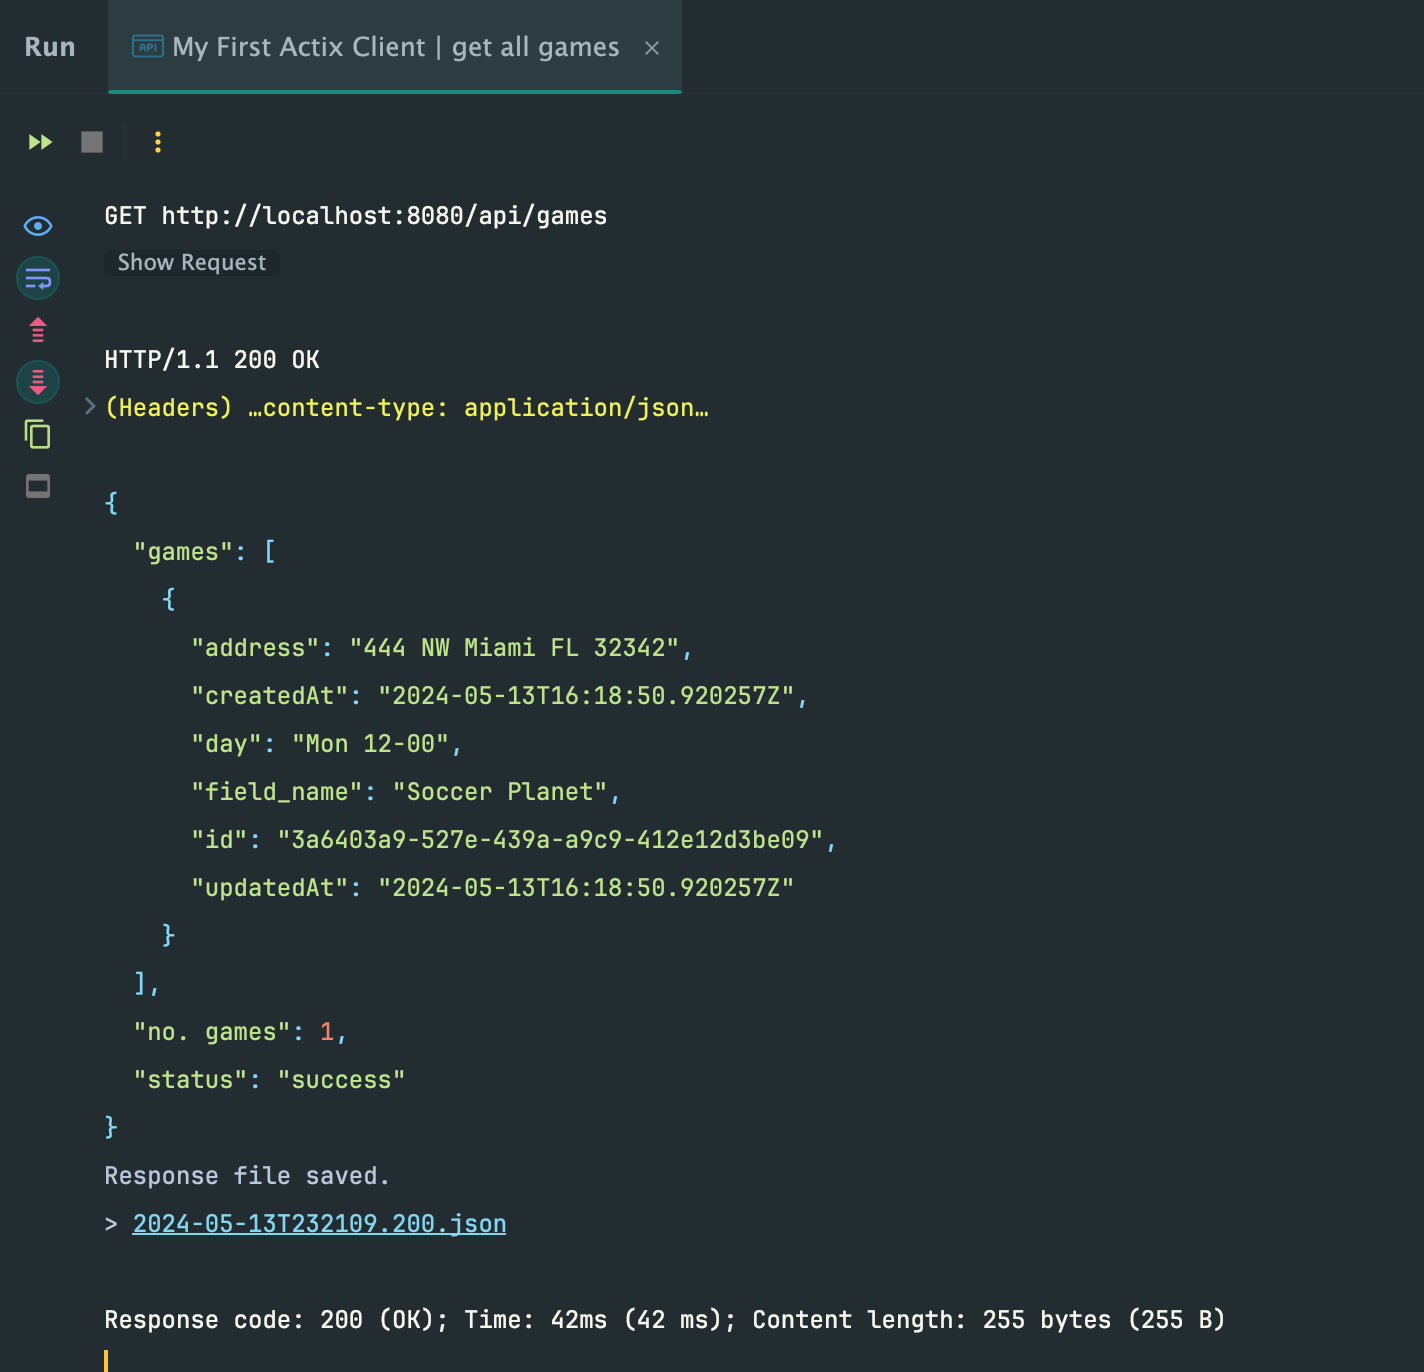 Run
API My First Actix Client | get all games
GET http://localhost:8080/api/games
Show Request
HTTP/1.1 200 OK
(Headers) …content-type: application/json…
{
  "games": [
    {
      "address": "444 NW Miami FL 32342",
      "createdAt": "2024-05-13T16:18:50.920257Z",
      "day": "Mon 12-00",
      "field_name": "Soccer Planet",
      "id": "3a6403a9-527e-439a-a9c9-412e12d3be09",
      "updatedAt": "2024-05-13T16:18:50.920257Z"
    }
  ],
  "no. games": 1,
  "status": "success"
}
Response file saved.
> 2024-05-13T232109.200.json
Response code: 200 (OK); Time: 42ms (42 ms); Content length: 255 bytes (255 B)